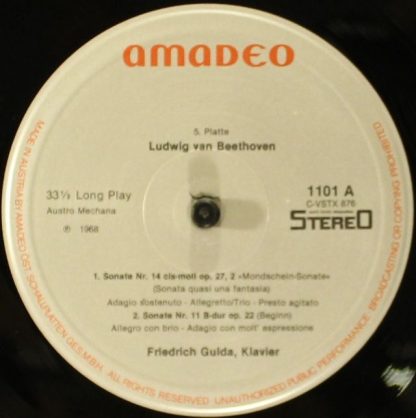 amadeo
5. Platte
Ludwig van Beethoven
33⅓ Long Play
Austro Mechana
℗ 1968
1101 A
C-VSTX 876
STEREO
1. Sonate Nr. 14 cis-moll op. 27, 2 »Mondschein-Sonate«
(Sonata quasi una fantasia)
Adagio sostenuto - Allegretto/Trio - Presto agitato
2. Sonate Nr. 11 B-dur op. 22 (Beginn)
Allegro con brio - Adagio con molt' espressione
Friedrich Gulda, Klavier
MADE IN AUSTRIA BY AMADEO ÖST. SCHALLPLATTEN GES.M.B.H. ALL RIGHTS RESERVED · UNAUTHORIZED PUBLIC PERFORMANCE, BROADCASTING OR COPYING PROHIBITED